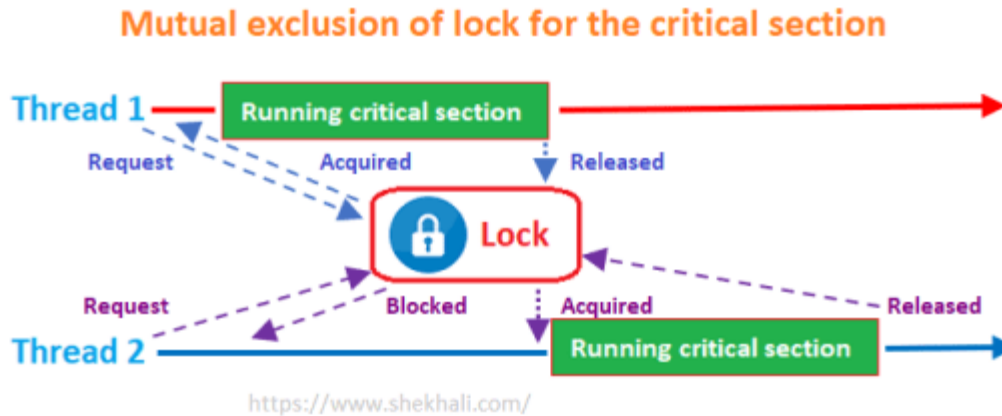 Mutual exclusion of lock for the critical section
Thread 1
Running critical section
Request
Acquired
Released
Lock
Request
Blocked
Acquired
Released
Thread 2
Running critical section
https://www.shekhali.com/